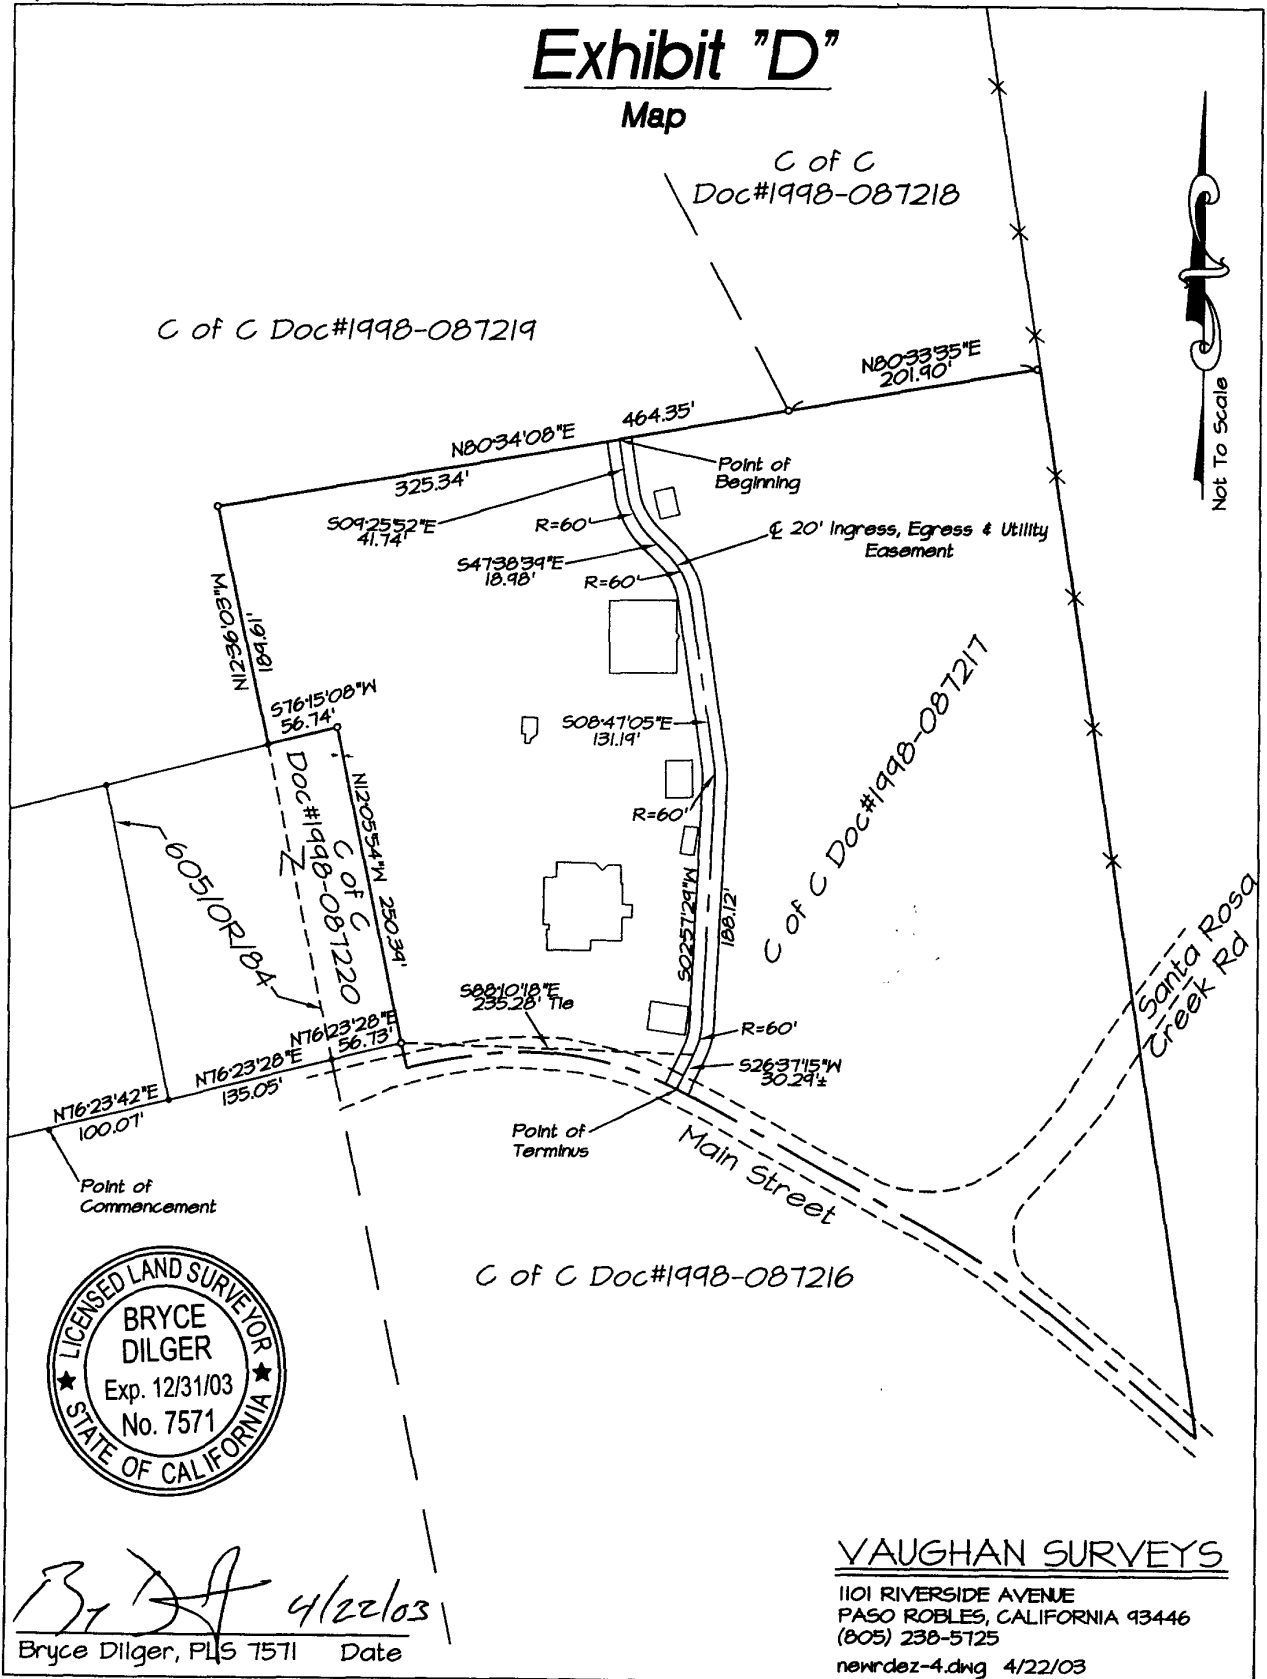 Exhibit "D"
Map
C of C
Doc#1998-087218
C of C Doc#1998-087219
N80°33'35"E
201.90'
Not To Scale
464.35'
N80°34'08"E
325.34'
Point of
Beginning
S09°25'52"E
41.74'
R=60'
℄ 20' Ingress, Egress & Utility
Easement
S47°38'39"E
18.98'
R=60'
N12°36'03"W
189.61'
S76°15'08"W
56.74'
S08°47'05"E
131.19'
C of C Doc#1998-087217
R=60'
N12°05'54"W 250.39'
C of C
Doc#1998-087220
605/OR/184
S02°57'29"W
188.12'
Santa Rosa
Creek Rd
S88°10'18"E
235.28' Tie
N76°23'28"E
56.73'
R=60'
N76°23'28"E
135.05'
S26°37'15"W
30.29'±
N76°23'42"E
100.07'
Point of
Terminus
Main Street
Point of
Commencement
C of C Doc#1998-087216
LICENSED LAND SURVEYOR
BRYCE
DILGER
Exp. 12/31/03
No. 7571
STATE OF CALIFORNIA
4/22/03
Bryce Dilger, PLS 7571 Date
VAUGHAN SURVEYS
1101 RIVERSIDE AVENUE
PASO ROBLES, CALIFORNIA 93446
(805) 238-5725
newrdez-4.dwg 4/22/03